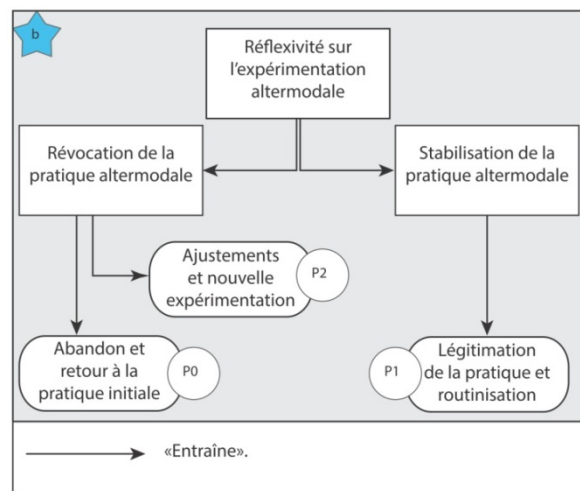 b
Réflexivité sur
l'expérimentation
altermodale
Révocation de la
pratique altermodale
Stabilisation de la
pratique altermodale
Ajustements
et nouvelle
expérimentation
P2
Abandon et
retour à la
pratique initiale
P0
P1
Légitimation
de la pratique et
routinisation
«Entraîne».